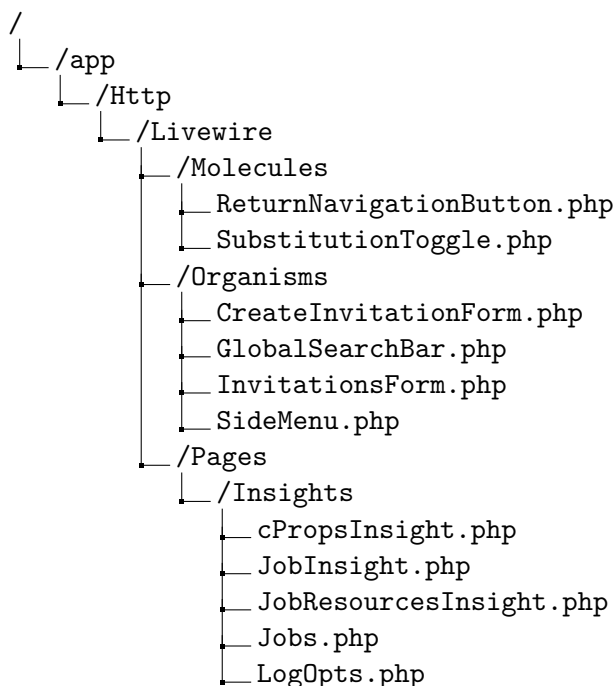 /
/app
/Http
/Livewire
/Molecules
ReturnNavigationButton.php
SubstitutionToggle.php
/Organisms
CreateInvitationForm.php
GlobalSearchBar.php
InvitationsForm.php
SideMenu.php
/Pages
/Insights
cPropsInsight.php
JobInsight.php
JobResourcesInsight.php
Jobs.php
LogOpts.php